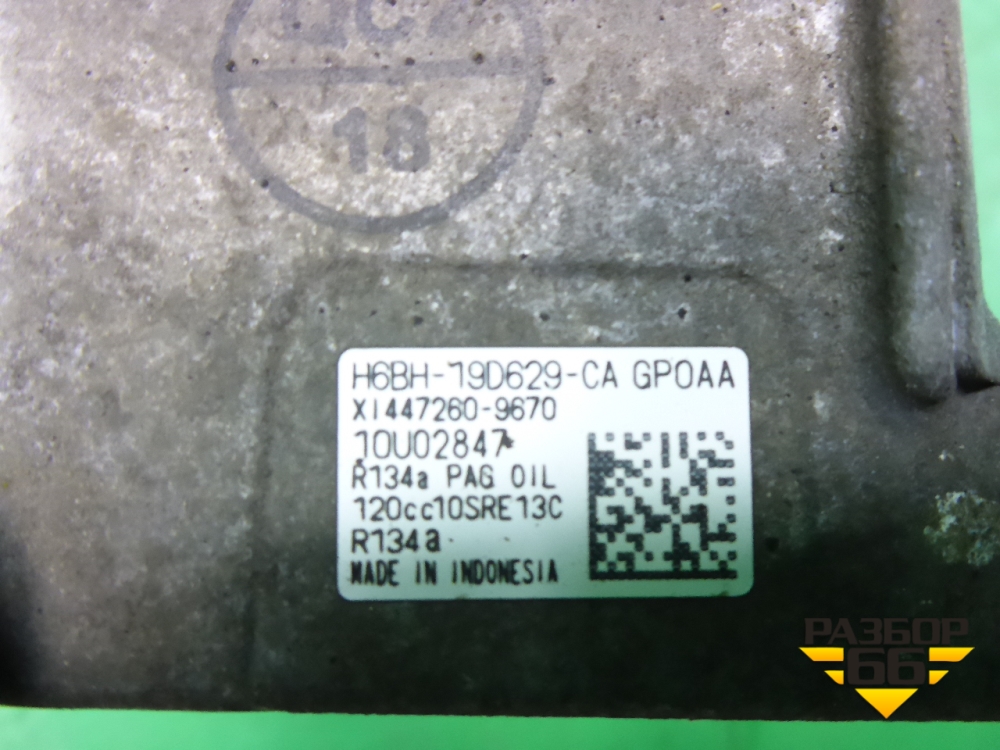 18
H6BH-19D629-CA GP0AA
XI447260-9670
10U02847*
R134a PAG OIL
120cc10SRE13C
R134a
MADE IN INDONESIA
РАЗБОР
66